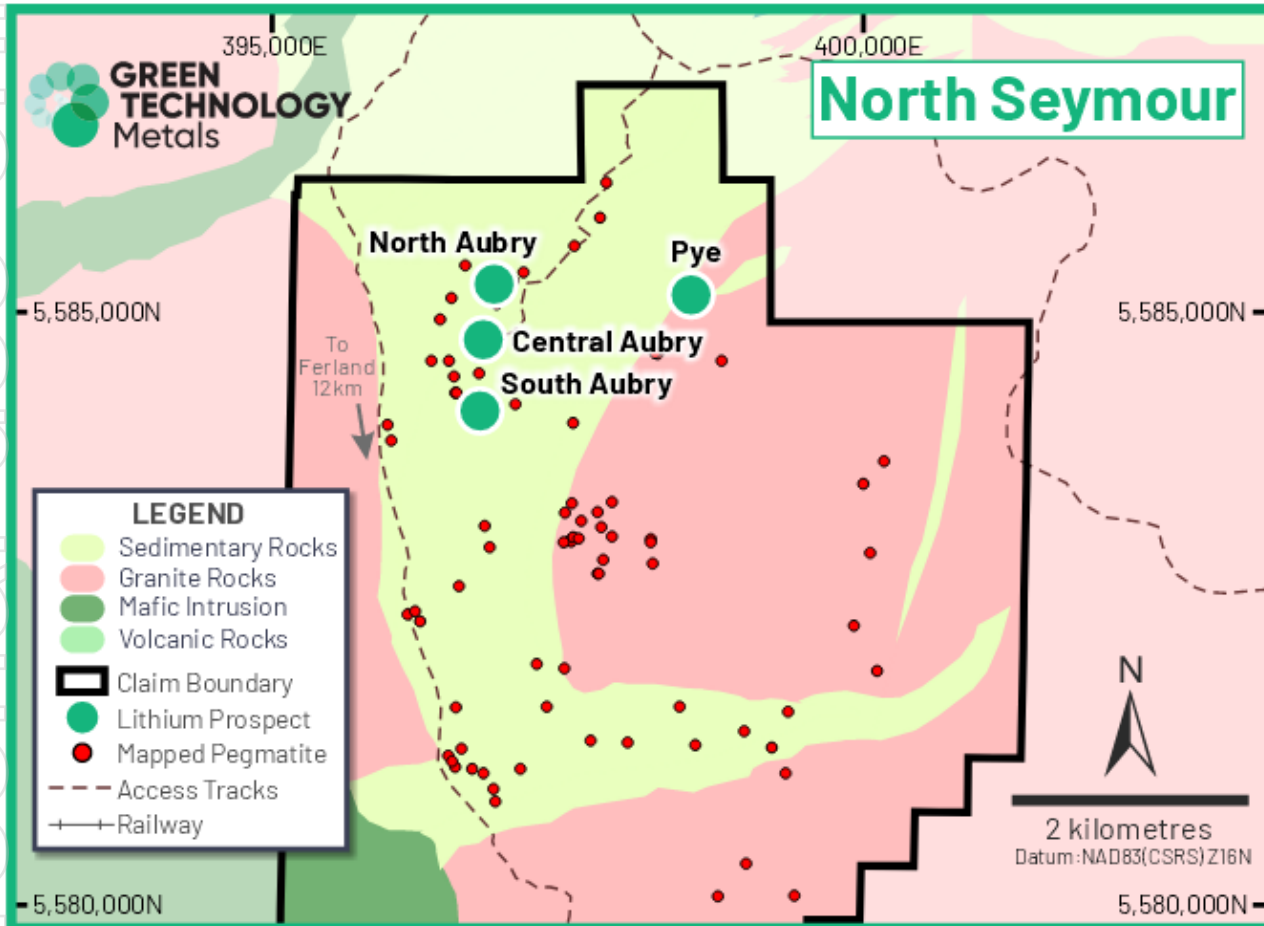 395,000E
400,000E
GREEN
TECHNOLOGY
Metals
North Seymour
North Aubry
Pye
5,585,000N
5,585,000N
To
Ferland
12km
Central Aubry
South Aubry
LEGEND
Sedimentary Rocks
Granite Rocks
Mafic Intrusion
Volcanic Rocks
Claim Boundary
Lithium Prospect
Mapped Pegmatite
Access Tracks
Railway
N
2 kilometres
Datum:NAD83(CSRS)Z16N
5,580,000N
5,580,000N